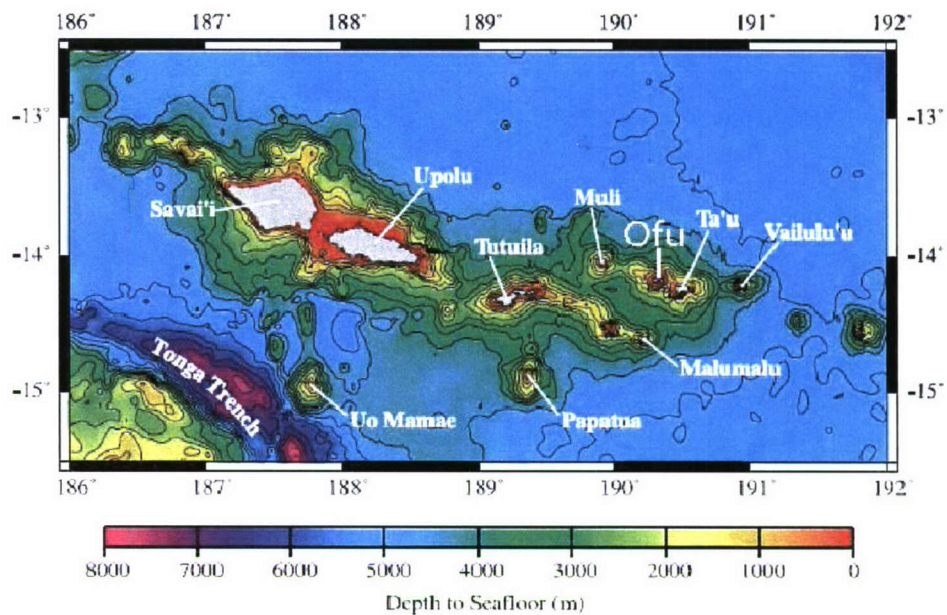 186° 187° 188° 189° 190° 191° 192°
-13° -13°
Upolu
Muli
Savai'i
Ofu
Ta'u
Vailulu'u
Tutuila
-14° -14°
Tonga Trench
Malumalu
-15° -15°
Uo Mamae
Papatua
186° 187° 188° 189° 190° 191° 192°
8000 7000 6000 5000 4000 3000 2000 1000 0
Depth to Seafloor (m)